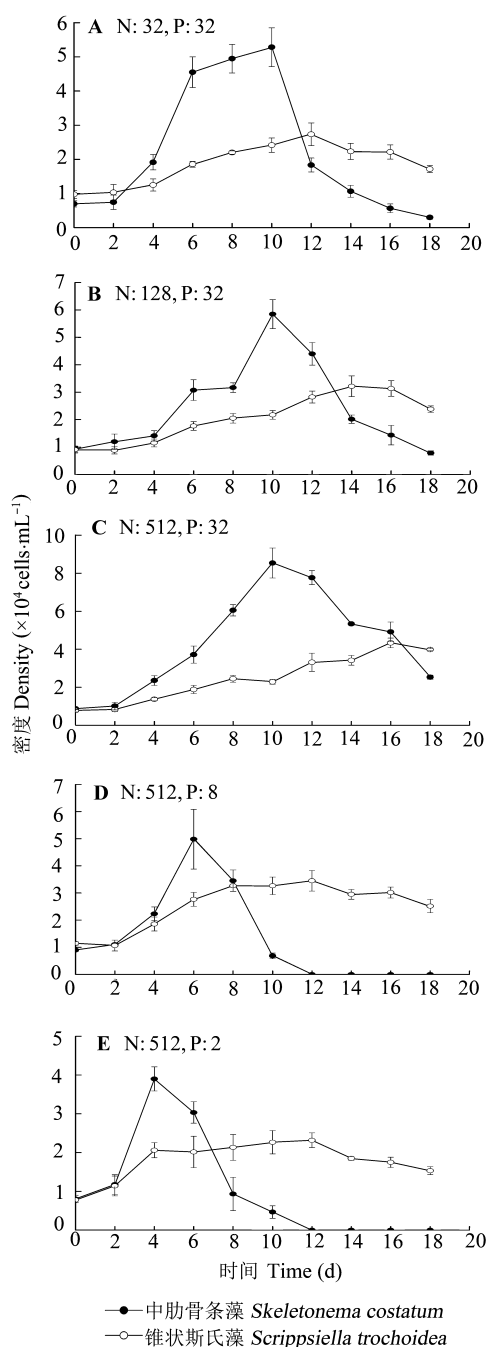 A N: 32, P: 32
6
5
4
3
2
1
0
0 2 4 6 8 10 12 14 16 18 20
B N: 128, P: 32
7
6
5
4
3
2
1
0
0 2 4 6 8 10 12 14 16 18 20
密度 Density (×10⁴cells·mL⁻¹)
C N: 512, P: 32
10
8
6
4
2
0
0 2 4 6 8 10 12 14 16 18 20
D N: 512, P: 8
7
6
5
4
3
2
1
0
0 2 4 6 8 10 12 14 16 18 20
E N: 512, P: 2
5
4
3
2
1
0
0 2 4 6 8 10 12 14 16 18 20
时间 Time (d)
中肋骨条藻 Skeletonema costatum
锥状斯氏藻 Scrippsiella trochoidea